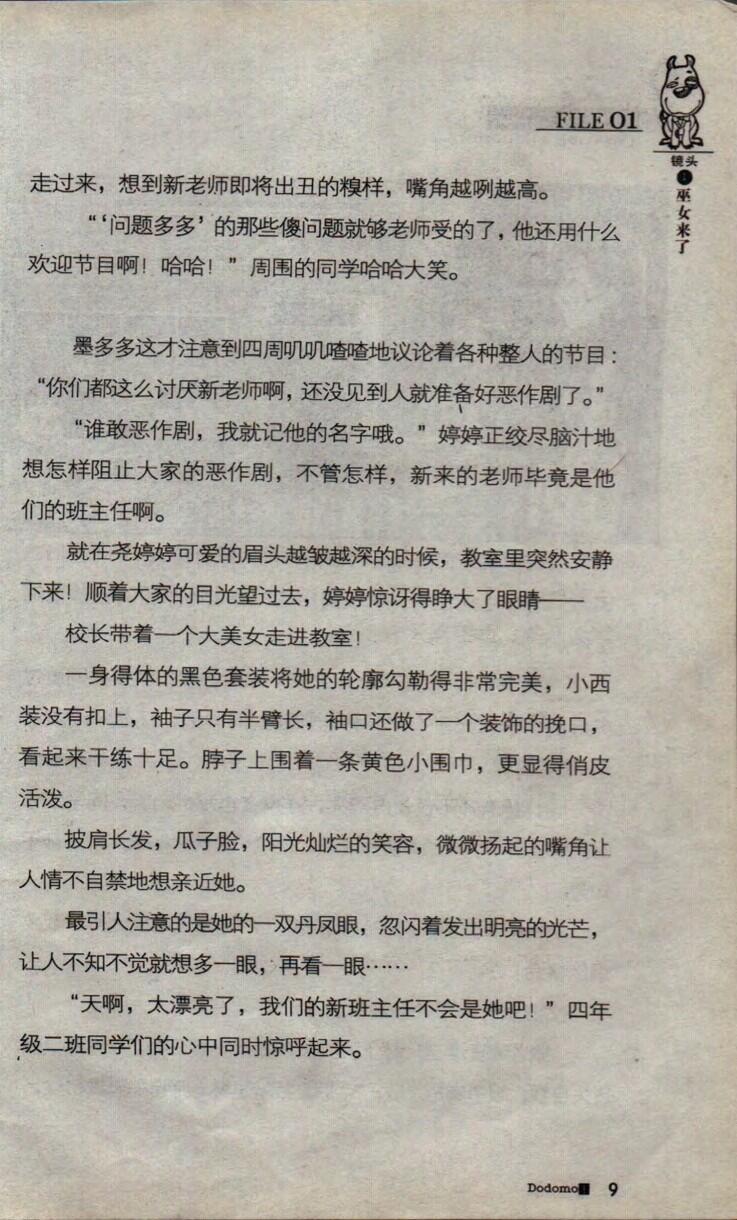 FILE 01
镜头
巫女来了
走过来，想到新老师即将出丑的糗样，嘴角越咧越高。
“‘问题多多’的那些傻问题就够老师受的了，他还用什么
欢迎节目啊！哈哈！”周围的同学哈哈大笑。
墨多多这才注意到四周叽叽喳喳地议论着各种整人的节目：
“你们都这么讨厌新老师啊，还没见到人就准备好恶作剧了。”
“谁敢恶作剧，我就记他的名字哦。”婷婷正绞尽脑汁地
想怎样阻止大家的恶作剧，不管怎样，新来的老师毕竟是他
们的班主任啊。
就在尧婷婷可爱的眉头越皱越深的时候，教室里突然安静
下来！顺着大家的目光望过去，婷婷惊讶得睁大了眼睛——
校长带着一个大美女走进教室！
一身得体的黑色套装将她的轮廓勾勒得非常完美，小西
装没有扣上，袖子只有半臂长，袖口还做了一个装饰的挽口，
看起来干练十足。脖子上围着一条黄色小围巾，更显得俏皮
活泼。
披肩长发，瓜子脸，阳光灿烂的笑容，微微扬起的嘴角让
人情不自禁地想亲近她。
最引人注意的是她的一双丹凤眼，忽闪着发出明亮的光芒，
让人不知不觉就想多一眼，再看一眼……
“天啊，太漂亮了，我们的新班主任不会是她吧！”四年
级二班同学们的心中同时惊呼起来。
Dodomo 9